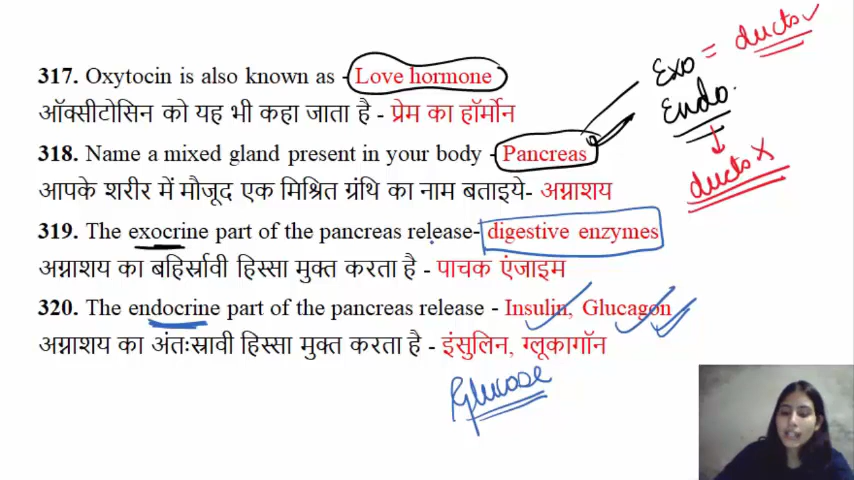 317. Oxytocin is also known as - Love hormone
ऑक्सीटोसिन को यह भी कहा जाता है - प्रेम का हॉर्मोन
318. Name a mixed gland present in your body - Pancreas
आपके शरीर में मौजूद एक मिश्रित ग्रंथि का नाम बताइये- अग्नाशय
319. The exocrine part of the pancreas release- digestive enzymes
अग्नाशय का बहिर्स्रावी हिस्सा मुक्त करता है - पाचक एंजाइम
320. The endocrine part of the pancreas release - Insulin, Glucagon
अग्नाशय का अंतःस्रावी हिस्सा मुक्त करता है - इंसुलिन, ग्लूकागॉन
Exo = ducts ✓
Endo.
ducts x
Glucose